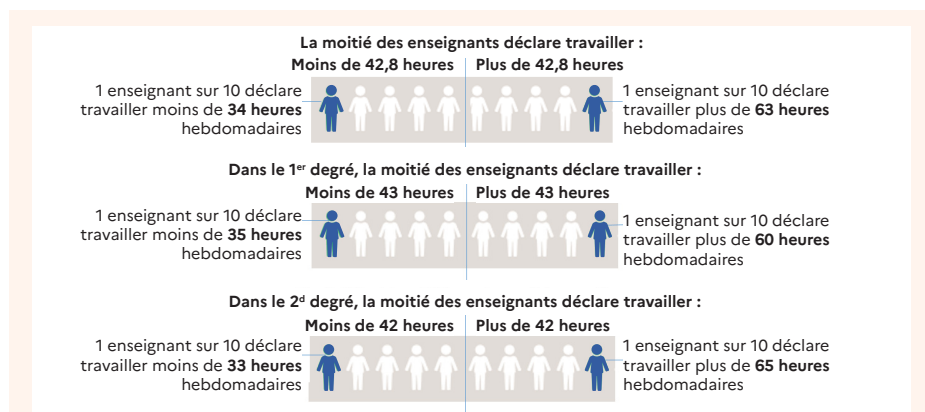 La moitié des enseignants déclare travailler :
Moins de 42,8 heures Plus de 42,8 heures
1 enseignant sur 10 déclare
travailler moins de 34 heures
hebdomadaires
1 enseignant sur 10 déclare
travailler plus de 63 heures
hebdomadaires
Dans le 1er degré, la moitié des enseignants déclare travailler :
Moins de 43 heures Plus de 43 heures
1 enseignant sur 10 déclare
travailler moins de 35 heures
hebdomadaires
1 enseignant sur 10 déclare
travailler plus de 60 heures
hebdomadaires
Dans le 2d degré, la moitié des enseignants déclare travailler :
Moins de 42 heures Plus de 42 heures
1 enseignant sur 10 déclare
travailler moins de 33 heures
hebdomadaires
1 enseignant sur 10 déclare
travailler plus de 65 heures
hebdomadaires